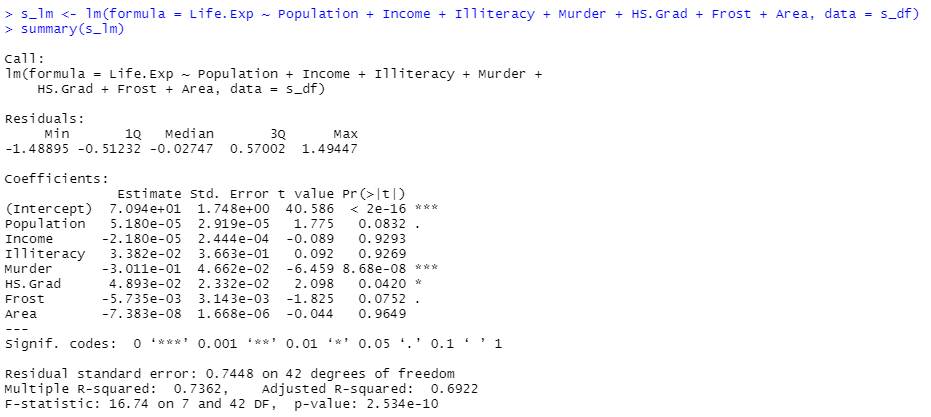 > s_lm <- lm(formula = Life.Exp ~ Population + Income + Illiteracy + Murder + HS.Grad + Frost + Area, data = s_df)
> summary(s_lm)

Call:
lm(formula = Life.Exp ~ Population + Income + Illiteracy + Murder +
    HS.Grad + Frost + Area, data = s_df)

Residuals:
     Min       1Q   Median       3Q      Max
-1.48895 -0.51232 -0.02747  0.57002  1.49447

Coefficients:
              Estimate Std. Error t value Pr(>|t|)
(Intercept)  7.094e+01  1.748e+00  40.586  < 2e-16 ***
Population   5.180e-05  2.919e-05   1.775   0.0832 .
Income      -2.180e-05  2.444e-04  -0.089   0.9293
Illiteracy   3.382e-02  3.663e-01   0.092   0.9269
Murder      -3.011e-01  4.662e-02  -6.459 8.68e-08 ***
HS.Grad      4.893e-02  2.332e-02   2.098   0.0420 *
Frost       -5.735e-03  3.143e-03  -1.825   0.0752 .
Area        -7.383e-08  1.668e-06  -0.044   0.9649
---
Signif. codes:  0 ‘***’ 0.001 ‘**’ 0.01 ‘*’ 0.05 ‘.’ 0.1 ‘ ’ 1

Residual standard error: 0.7448 on 42 degrees of freedom
Multiple R-squared:  0.7362,    Adjusted R-squared:  0.6922
F-statistic: 16.74 on 7 and 42 DF,  p-value: 2.534e-10